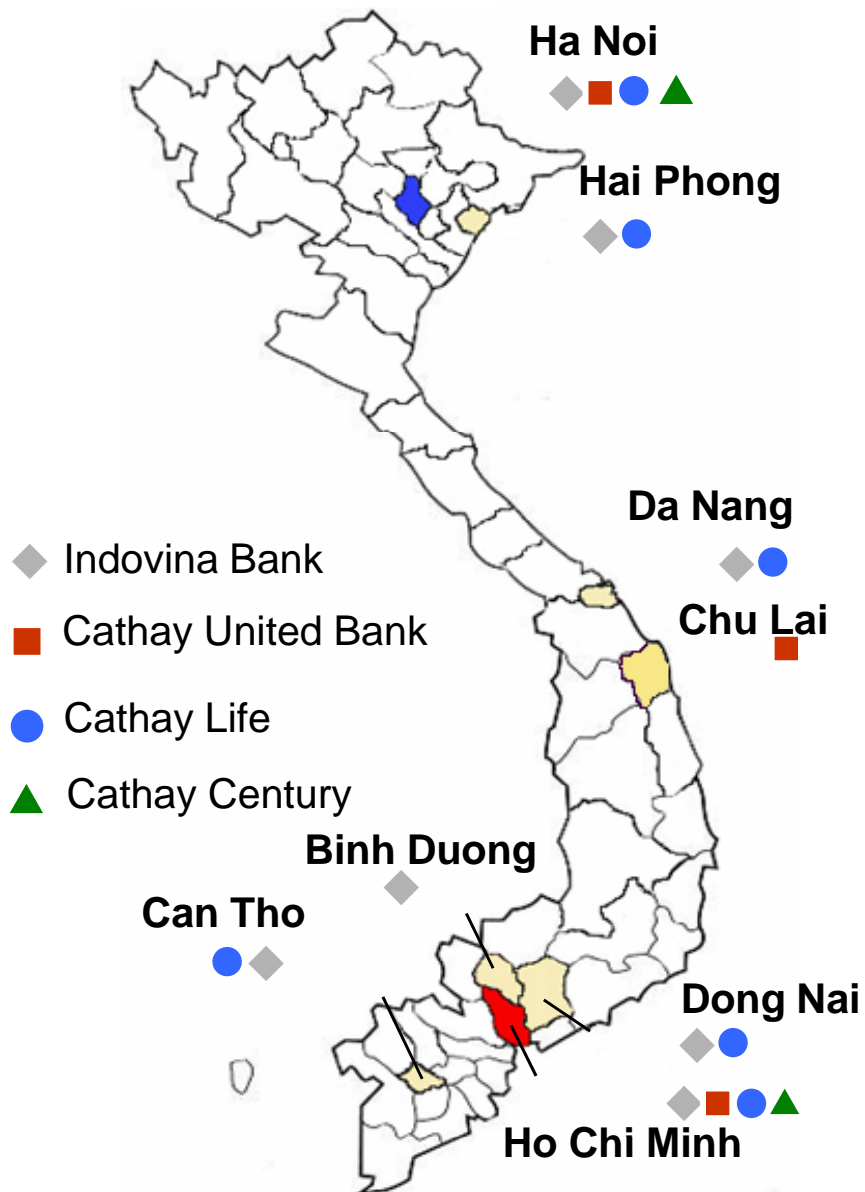 Ha Noi
Hai Phong
Da Nang
Indovina Bank
Chu Lai
Cathay United Bank
Cathay Life
Cathay Century
Binh Duong
Can Tho
Dong Nai
Ho Chi Minh